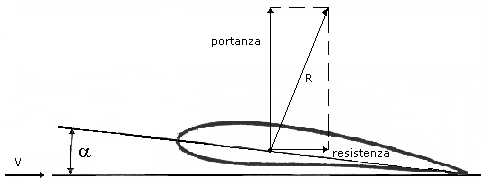 portanza
R
resistenza
α
V